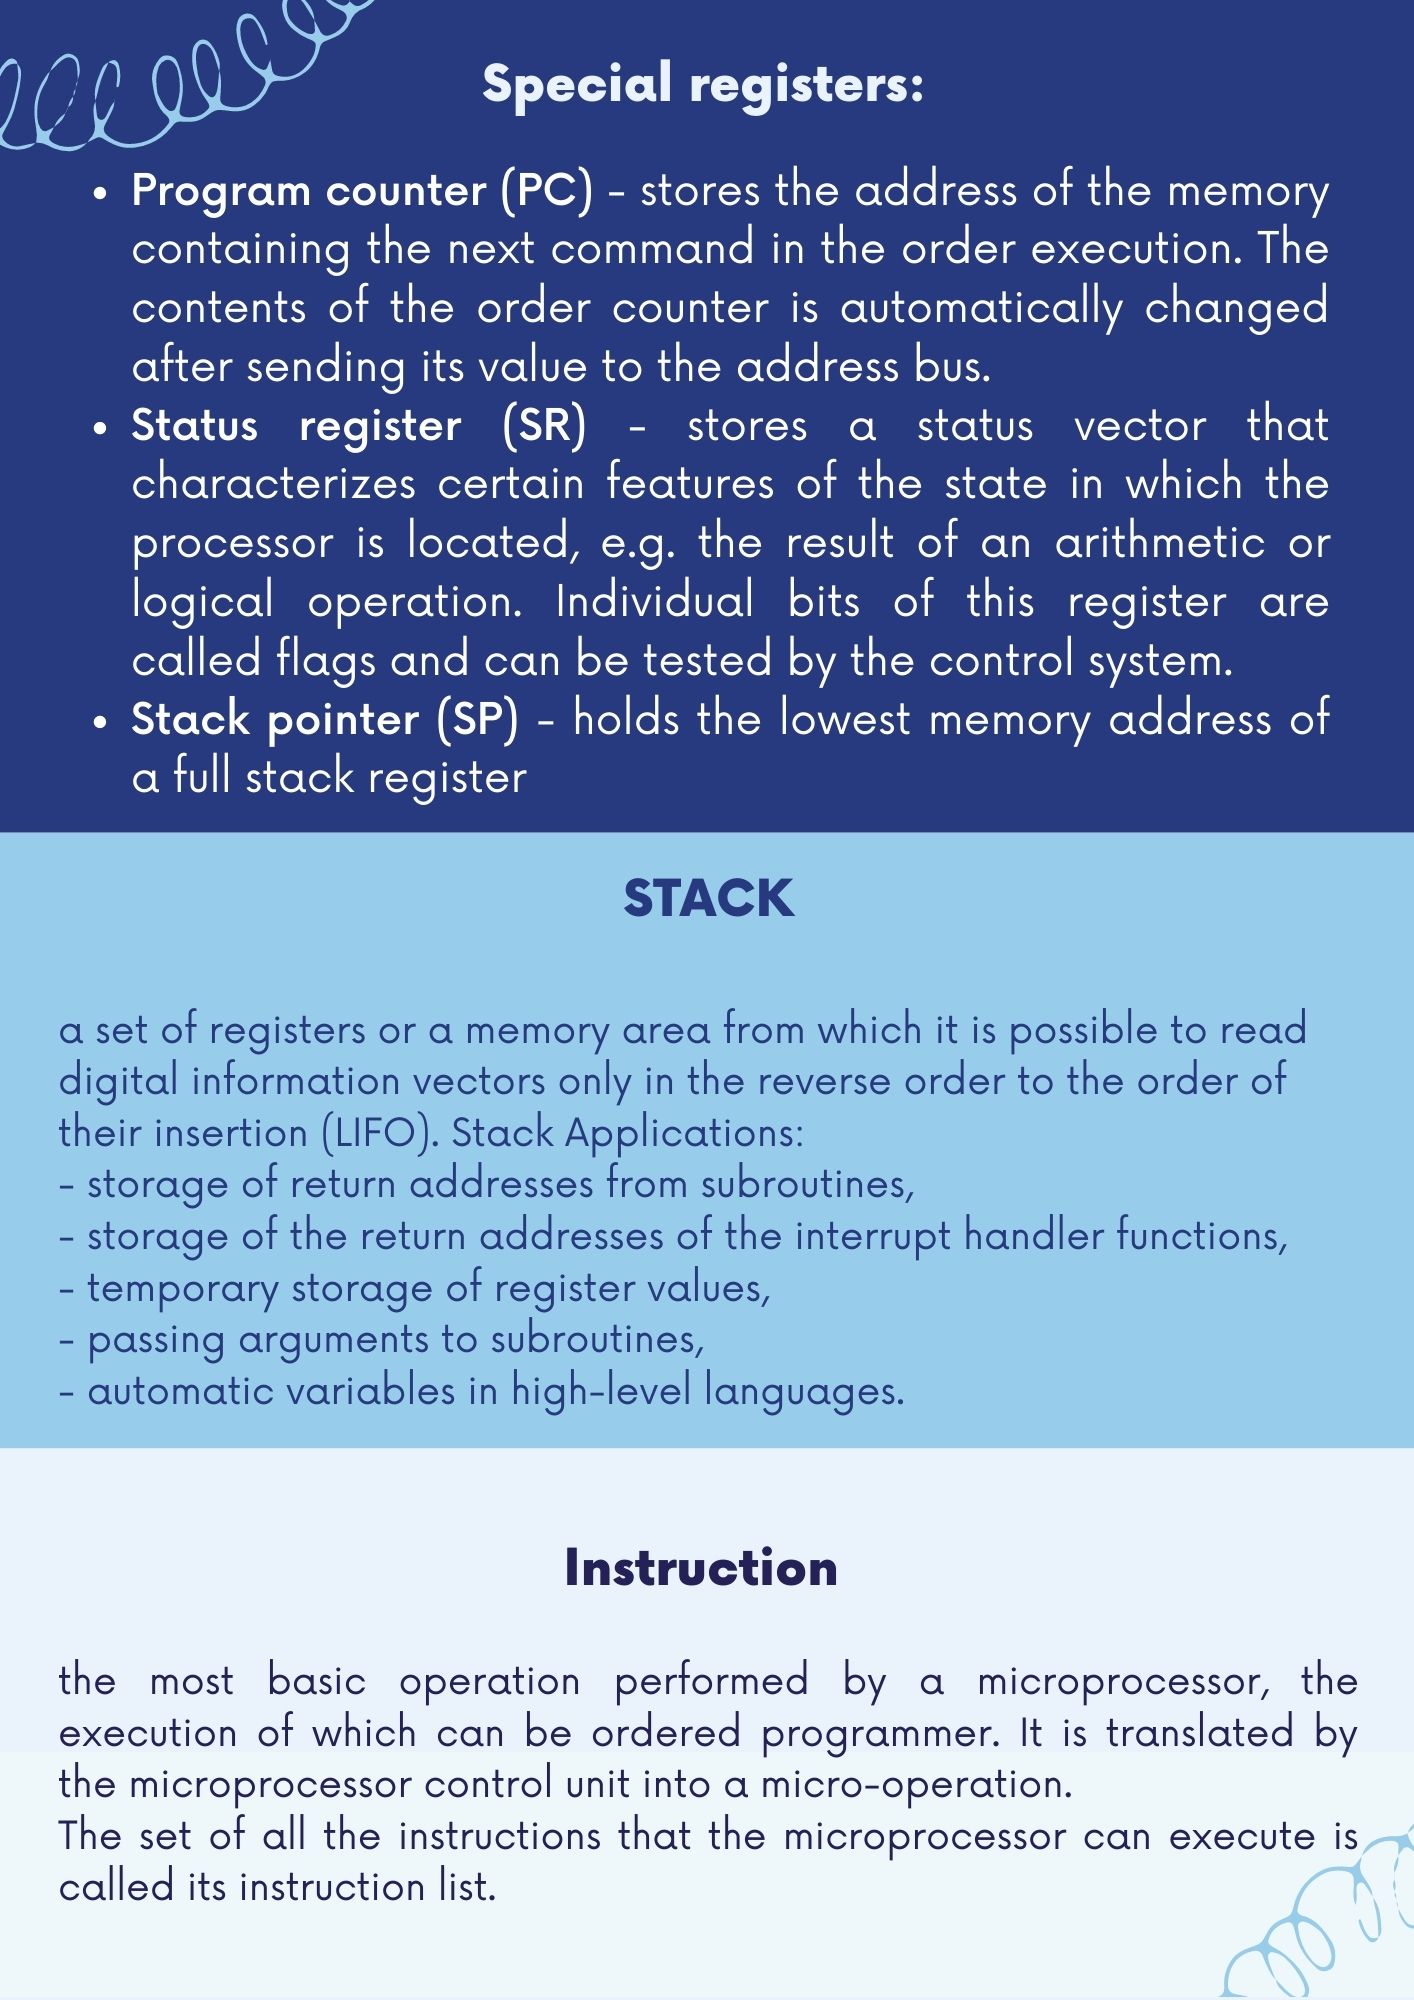 Special registers:
• Program counter (PC) - stores the address of the memory
containing the next command in the order execution. The
contents of the order counter is automatically changed
after sending its value to the address bus.
• Status register (SR) - stores a status vector that
characterizes certain features of the state in which the
processor is located, e.g. the result of an arithmetic or
logical operation. Individual bits of this register are
called flags and can be tested by the control system.
• Stack pointer (SP) - holds the lowest memory address of
a full stack register
STACK
a set of registers or a memory area from which it is possible to read
digital information vectors only in the reverse order to the order of
their insertion (LIFO). Stack Applications:
- storage of return addresses from subroutines,
- storage of the return addresses of the interrupt handler functions,
- temporary storage of register values,
- passing arguments to subroutines,
- automatic variables in high-level languages.
Instruction
the most basic operation performed by a microprocessor, the
execution of which can be ordered programmer. It is translated by
the microprocessor control unit into a micro-operation.
The set of all the instructions that the microprocessor can execute is
called its instruction list.